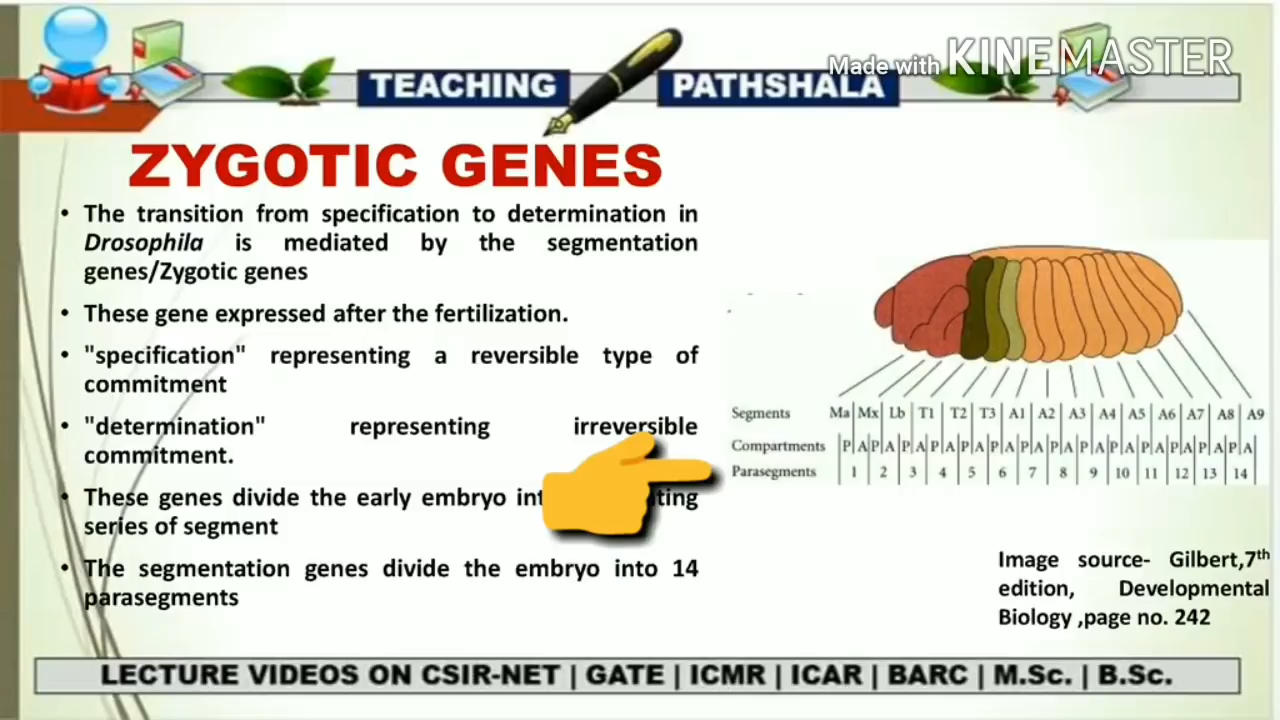 Made with KINEMASTER
TEACHING PATHSHALA
ZYGOTIC GENES
• The transition from specification to determination in
Drosophila is mediated by the segmentation
genes/Zygotic genes
• These gene expressed after the fertilization.
• "specification" representing a reversible type of
commitment
• "determination" representing irreversible
commitment.
• These genes divide the early embryo
series of segment
• The segmentation genes divide the embryo into 14
parasegments
Segments Ma Mx Lb T1 T2 T3 A1 A2 A3 A4 A5 A6 A7 A8 A9
Compartments P A P A P A P A P A P A P A P A P A P A P A P A P A P A
Parasegments 1 2 3 4 5 6 7 8 9 10 11 12 13 14
Image source- Gilbert,7th
edition, Developmental
Biology ,page no. 242
LECTURE VIDEOS ON CSIR-NET | GATE | ICMR | ICAR | BARC | M.Sc. | B.Sc.